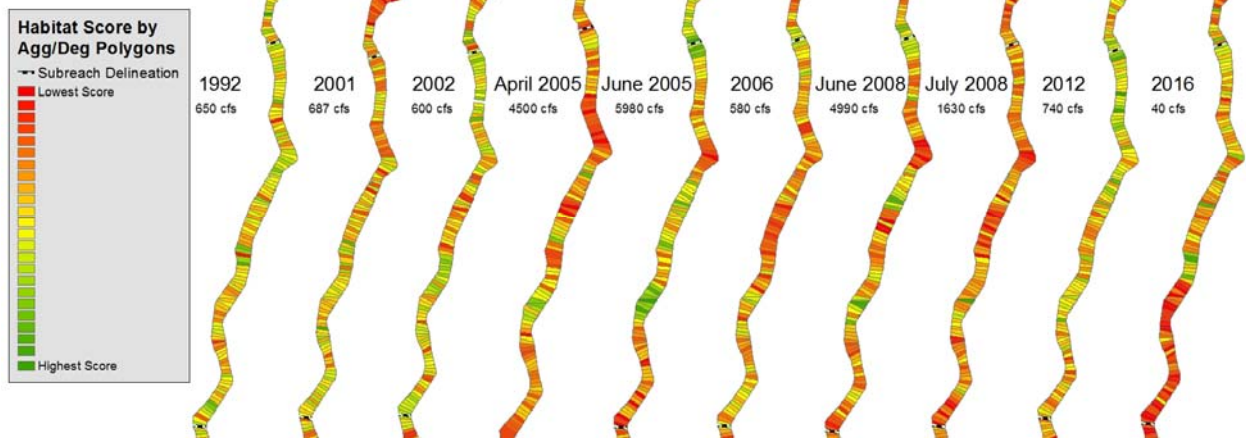 Habitat Score by
Agg/Deg Polygons
Subreach Delineation
Lowest Score
Highest Score
1992
650 cfs
2001
687 cfs
2002
600 cfs
April 2005
4500 cfs
June 2005
5980 cfs
2006
580 cfs
June 2008
4990 cfs
July 2008
1630 cfs
2012
740 cfs
2016
40 cfs